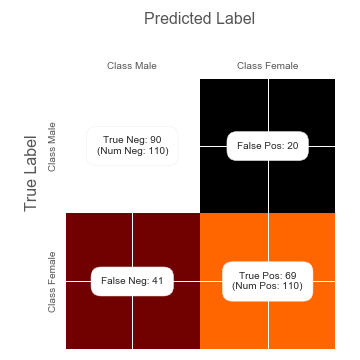 Predicted Label
Class Male
Class Female
True Label
Class Male
True Neg: 90
(Num Neg: 110)
False Pos: 20
Class Female
False Neg: 41
True Pos: 69
(Num Pos: 110)